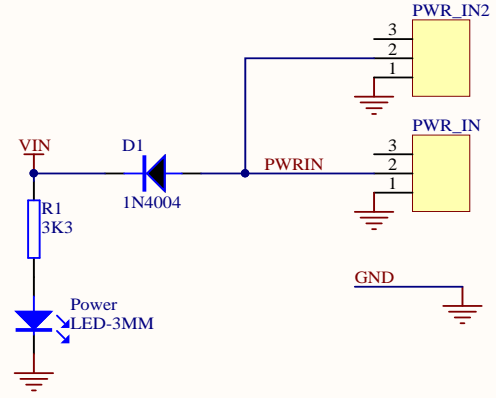 PWR_IN2
3
2
1
PWR_IN
3
2
1
VIN
D1
PWRIN
1N4004
R1
3K3
GND
Power
LED-3MM